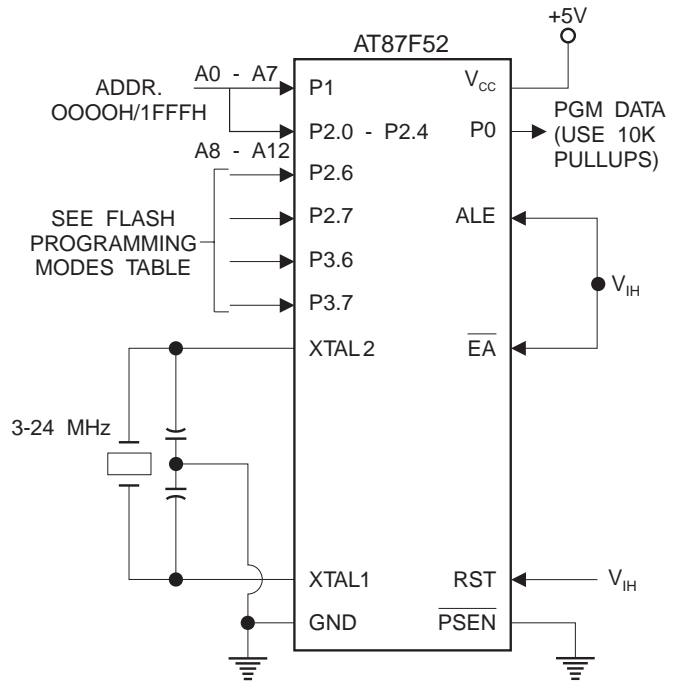 +5V
AT87F52
A0 - A7
ADDR.
OOOOH/1FFFH
P1
VCC
PGM DATA
(USE 10K
PULLUPS)
P2.0 - P2.4
P0
A8 - A12
P2.6
SEE FLASH
PROGRAMMING
MODES TABLE
P2.7
ALE
P3.6
VIH
P3.7
XTAL 2
EA
3-24 MHz
XTAL1
RST
VIH
GND
PSEN